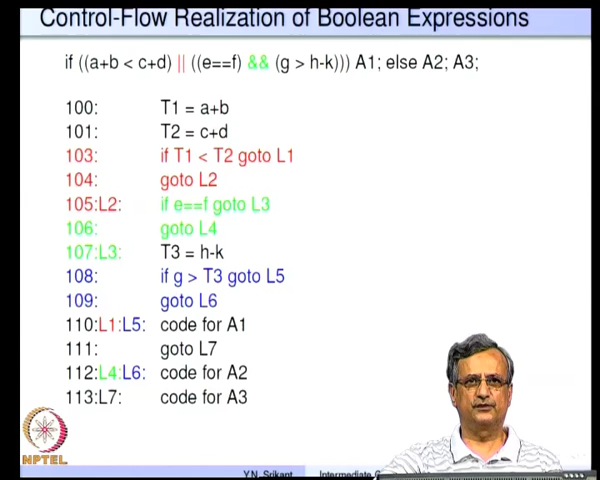 Control-Flow Realization of Boolean Expressions
if ((a+b < c+d) || ((e==f) && (g > h-k))) A1; else A2; A3;
100: T1 = a+b
101: T2 = c+d
103: if T1 < T2 goto L1
104: goto L2
105:L2: if e==f goto L3
106: goto L4
107:L3: T3 = h-k
108: if g > T3 goto L5
109: goto L6
110:L1:L5: code for A1
111: goto L7
112:L4:L6: code for A2
113:L7: code for A3
NPTEL
Y.N. Srikant Intermediate